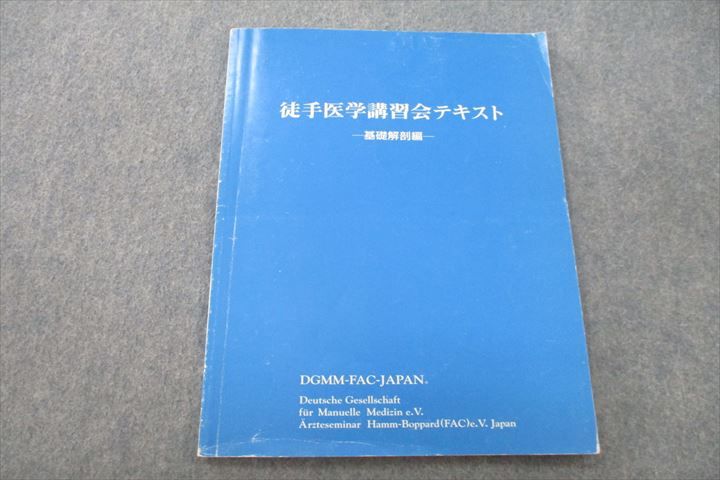 徒手医学講習会テキスト
―基礎解剖編―
DGMM-FAC-JAPAN®
Deutsche Gesellschaft
für Manuelle Medizin e.V.
Ärzteseminar Hamm-Boppard(FAC)e.V. Japan